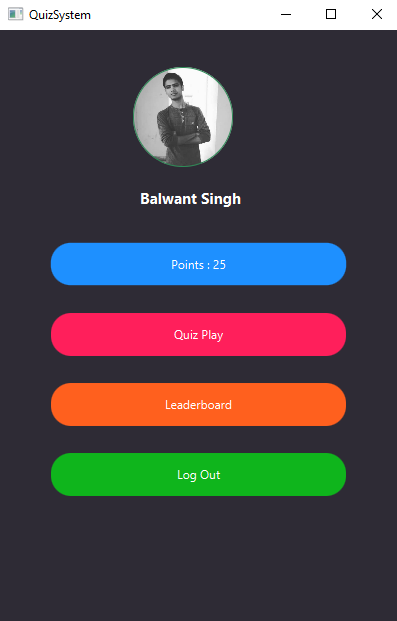 QuizSystem
Balwant Singh
Points : 25
Quiz Play
Leaderboard
Log Out